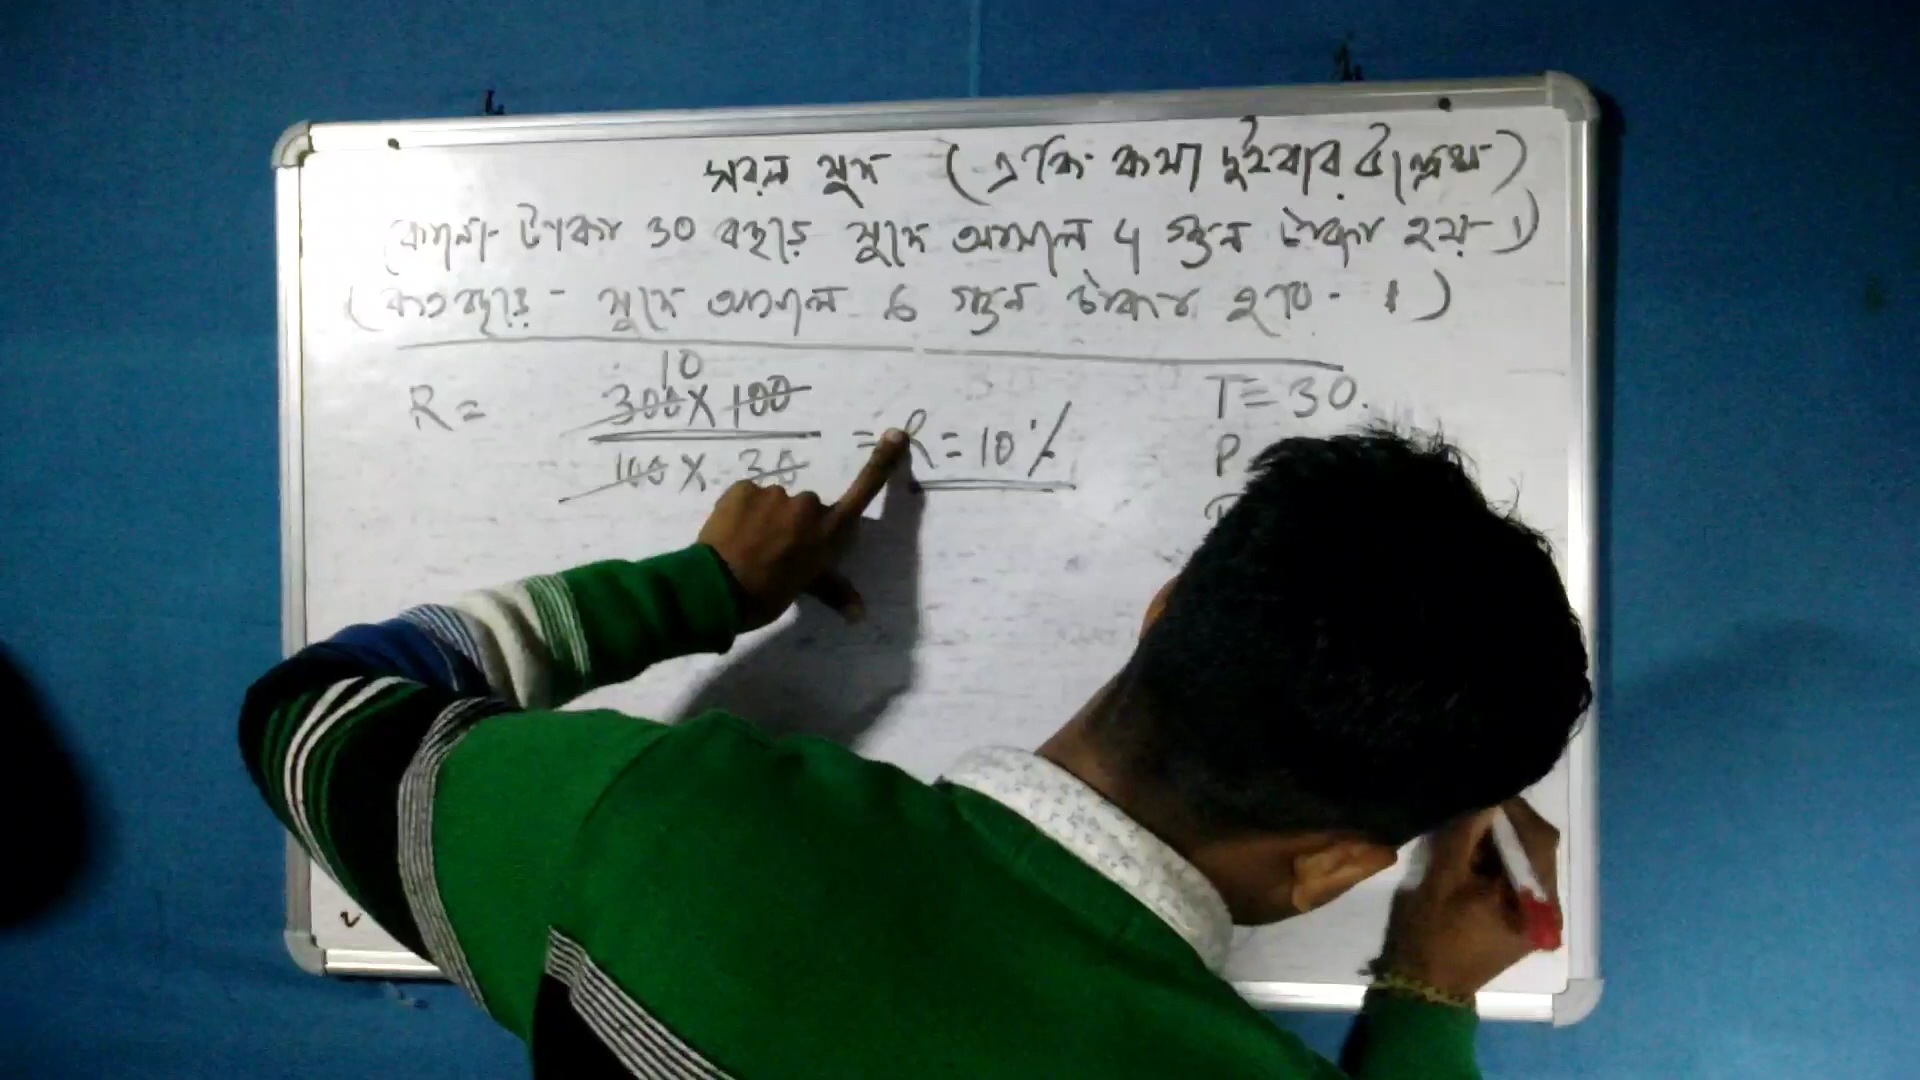 সরল সুদ (একি কথা দুইবার উল্লেখ)
(কোনো টাকা 30 বছরে সুদে আসলে 4 গুন টাকা হয়।)
(কত বছরে - সুদে আসলে 6 গুন টাকা হবে।)
10
R = 300 X 100 = R = 10%
100 X 30
T = 30.
P